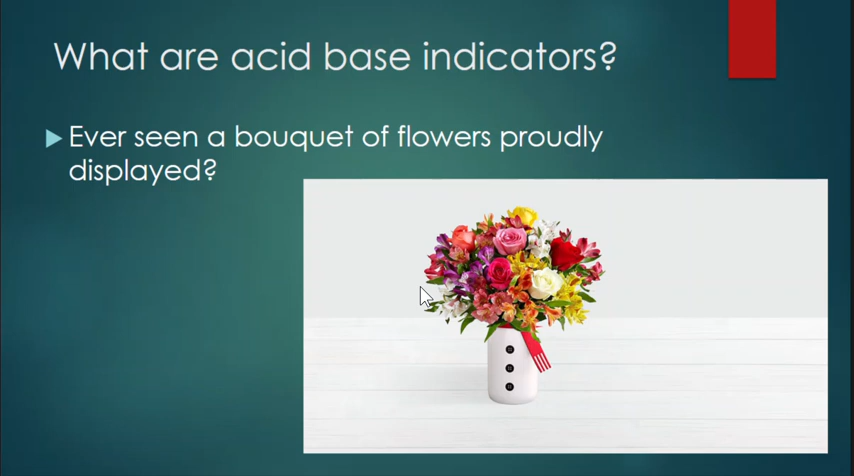 What are acid base indicators?
Ever seen a bouquet of flowers proudly
displayed?